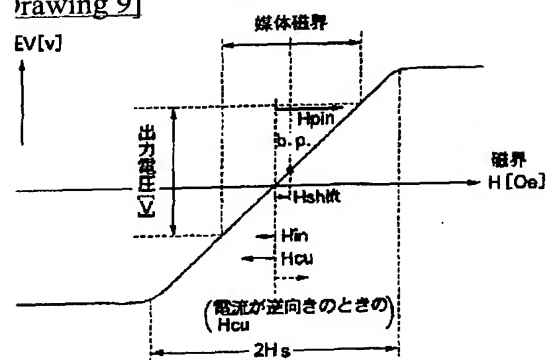 Drawing 9]
EV[v]
媒体磁界
Hpin
b.p.
出力電圧[V]
磁界
H [Oe]
Hshift
Hin
Hcu
(電流が逆向きのときの
Hcu)
2Hs